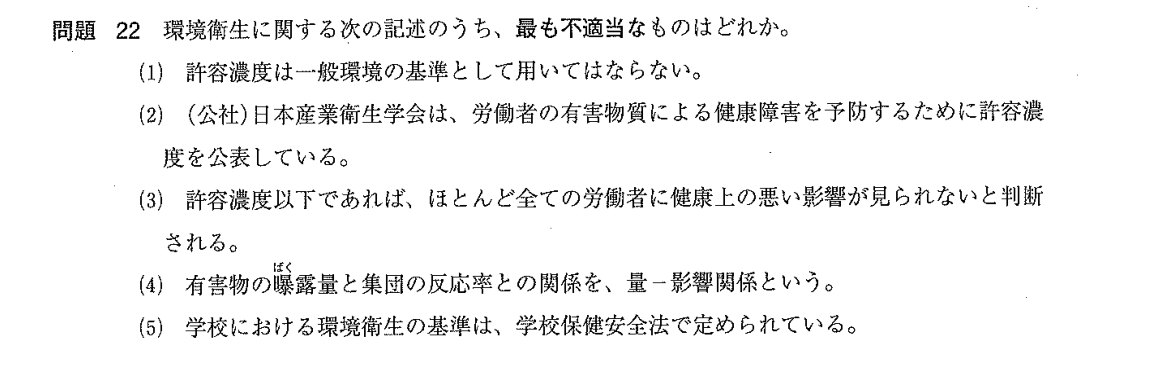 問題 22 環境衛生に関する次の記述のうち、最も不適当なものはどれか。
(1) 許容濃度は一般環境の基準として用いてはならない。
(2) (公社)日本産業衛生学会は、労働者の有害物質による健康障害を予防するために許容濃
度を公表している。
(3) 許容濃度以下であれば、ほとんど全ての労働者に健康上の悪い影響が見られないと判断
される。
ばく
(4) 有害物の曝露量と集団の反応率との関係を、量－影響関係という。
(5) 学校における環境衛生の基準は、学校保健安全法で定められている。